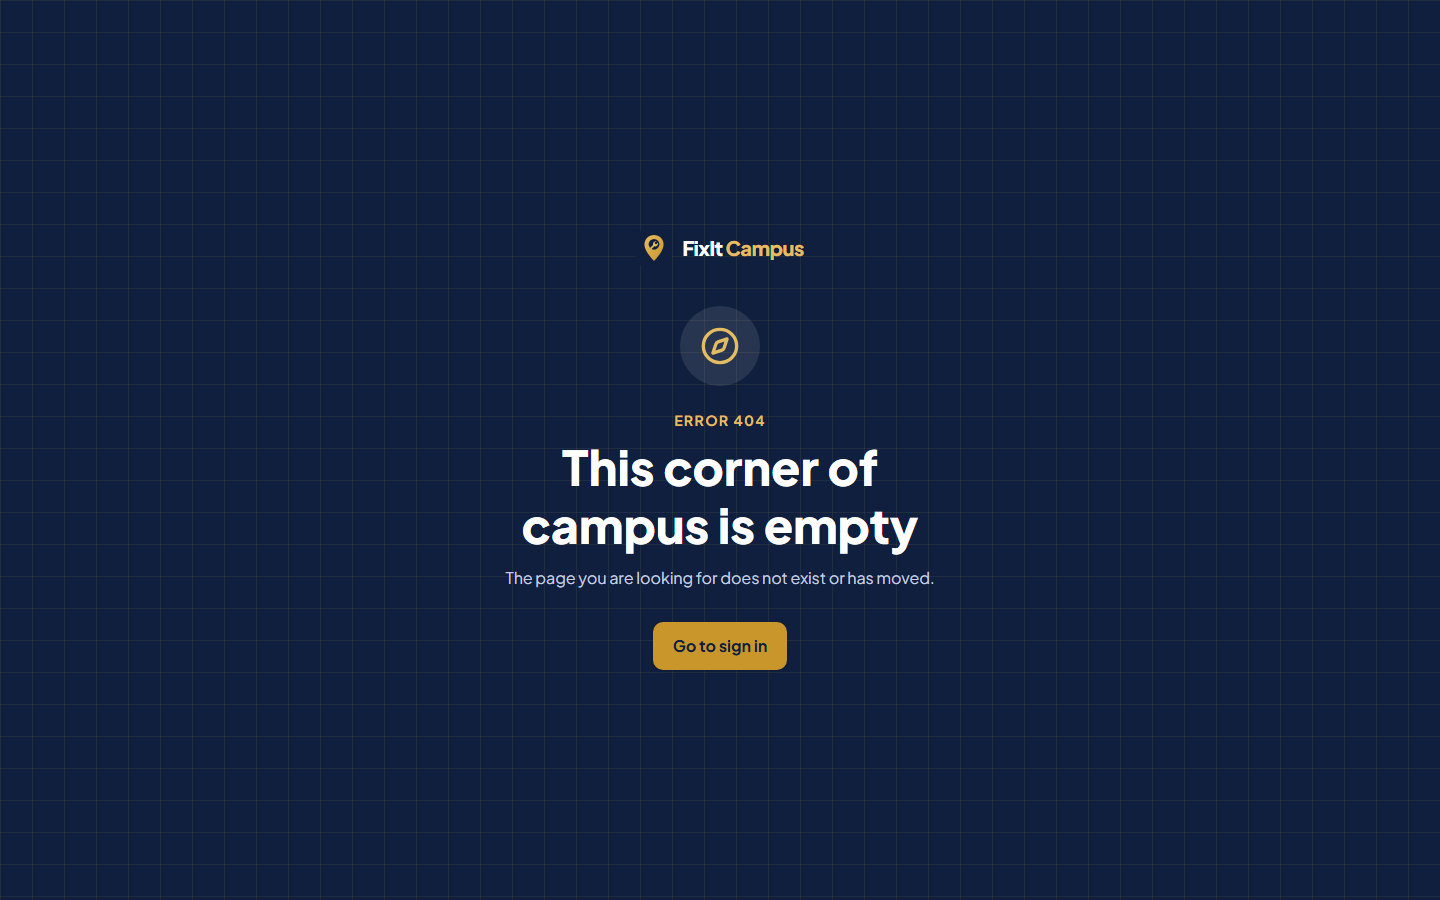 FixIt Campus
ERROR 404
This corner of
campus is empty
The page you are looking for does not exist or has moved.
Go to sign in